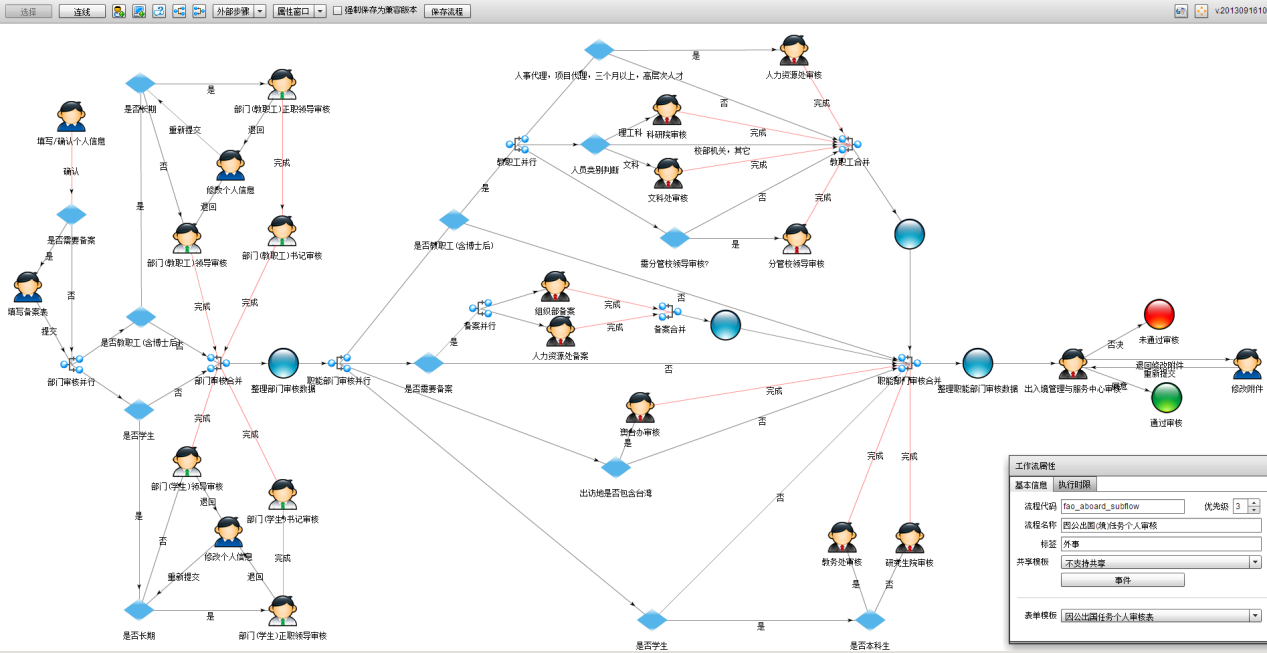 选择
连线
外部步骤
属性窗口
强制保存为兼容版本
保存流程
v.2013091610
填写/确认个人信息
确认
是否需要备案
是
否
填写备案表
提交
部门审核并行
是否长期
是
部门(教职工)正职领导审核
重新提交
退回
修改个人信息
否
完成
退回
部门(教职工)领导审核
部门(教职工)书记审核
是
完成
完成
是否教职工(含博士后)
否
部门审核合并
整理部门审核数据
否
是否学生
完成
完成
部门(学生)领导审核
退回
部门(学生)书记审核
是
否
修改个人信息
完成
重新提交
退回
是否长期
是
部门(学生)正职领导审核
职能部门审核并行
是
是否教职工(含博士后)
否
教职工并行
人事代理，项目代理，三个月以上，高层次人才
是
人力资源处审核
否
完成
理工科
科研院审核
完成
人员类别判断
校部机关，其它
文科
文科处审核
完成
教职工合并
需分管校领导审核?
否
是
分管校领导审核
完成
是否需要备案
是
备案并行
组织部备案
完成
人力资源处备案
完成
备案合并
否
出访地是否包含台湾
是
港台办审核
完成
否
是否学生
否
是
是否本科生
是
否
教务处审核
研究生院审核
完成
完成
职能部门审核合并
整理职能部门审核数据
出入境管理与服务中心审核
否决
未通过审核
退回修改附件
重新提交
同意
修改附件
通过审核
工作流属性
基本信息
执行时限
流程代码
fao_aboard_subflow
优先级
3
流程名称
因公出国(境)任务个人审核
标签
外事
共享模板
不支持共享
事件
表单模板
因公出国任务个人审核表